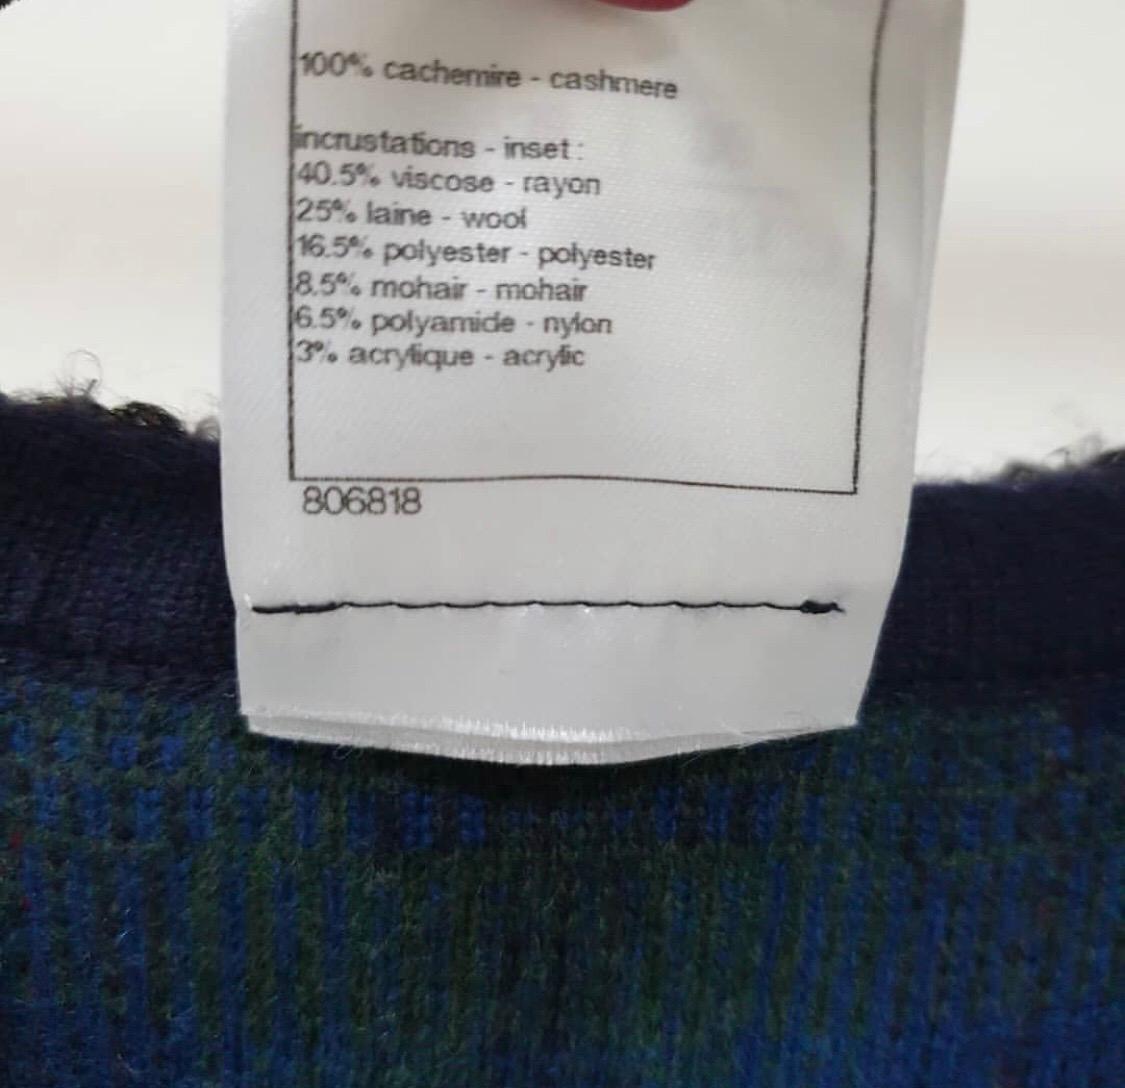 100% cachemire - cashmere
incrustations - inset :
40.5% viscose - rayon
25% laine - wool
16.5% polyester - polyester
8.5% mohair - mohair
6.5% polyamide - nylon
3% acrylique - acrylic
806818